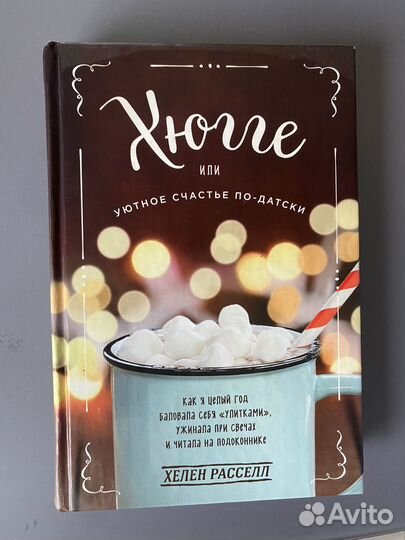 Хюгге
или
уютное счастье по-датски
как я целый год
баловала себя «улитками»,
ужинала при свечах
и читала на подоконнике
Хелен Расселл
Avito